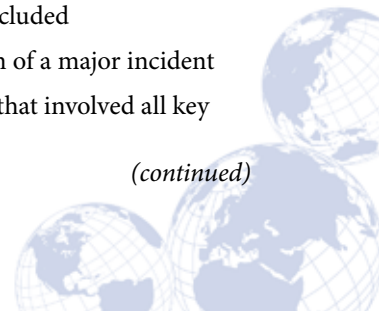 cluded
n of a major incident
that involved all key
(continued)